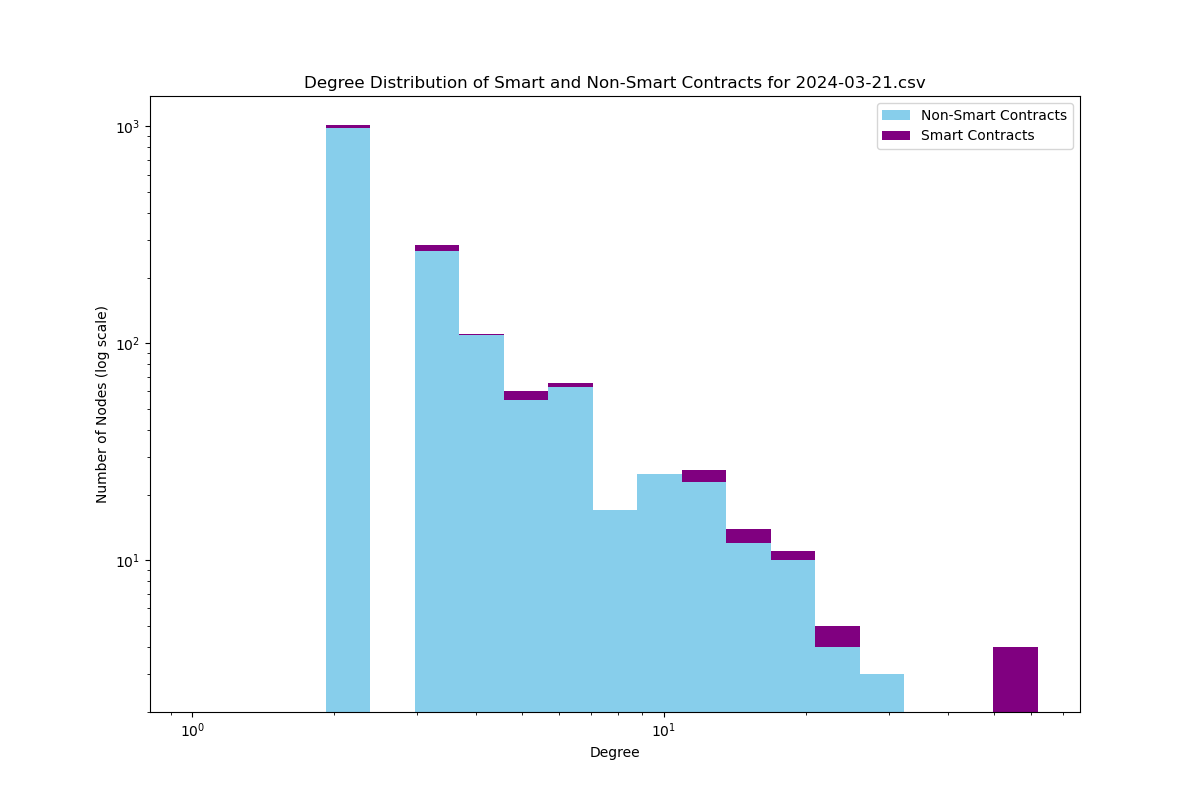 Degree Distribution of Smart and Non-Smart Contracts for 2024-03-21.csv
Non-Smart Contracts
Smart Contracts
10³
10²
10¹
Number of Nodes (log scale)
10⁰
10¹
Degree